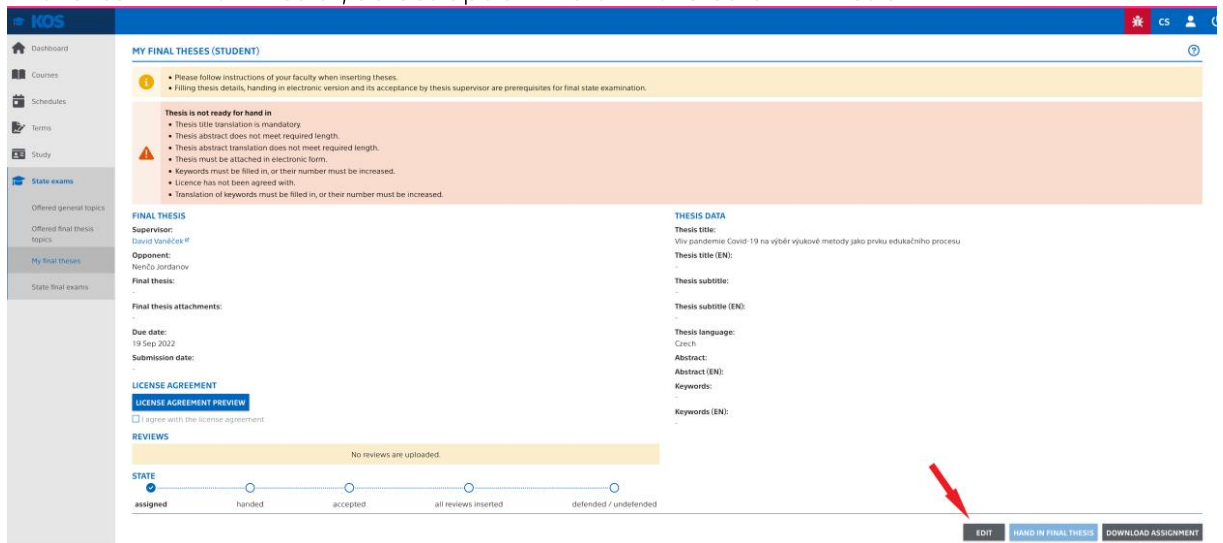 KOS
CS
Dashboard
Courses
Schedules
Terms
Study
State exams
Offered general topics
Offered final thesis
topics
My final theses
State final exams
MY FINAL THESES (STUDENT)
• Please follow instructions of your faculty when inserting theses.
• Filling thesis details, handing in electronic version and its acceptance by thesis supervisor are prerequisites for final state examination.
Thesis is not ready for hand in
• Thesis title translation is mandatory.
• Thesis abstract does not meet required length.
• Thesis abstract translation does not meet required length.
• Thesis must be attached in electronic form.
• Keywords must be filled in, or their number must be increased.
• Licence has not been agreed with.
• Translation of keywords must be filled in, or their number must be increased.
FINAL THESIS
Supervisor:
David Vaněček
Opponent:
Nenčo Jordanov
Final thesis:
-
Final thesis attachments:
-
Due date:
19 Sep 2022
Submission date:
-
LICENSE AGREEMENT
LICENSE AGREEMENT PREVIEW
I agree with the license agreement
REVIEWS
No reviews are uploaded.
STATE
assigned handed accepted all reviews inserted defended / undefended
THESIS DATA
Thesis title:
Vliv pandemie Covid-19 na výběr výukové metody jako prvku edukačního procesu
Thesis title (EN):
-
Thesis subtitle:
-
Thesis subtitle (EN):
-
Thesis language:
Czech
Abstract:
Abstract (EN):
Keywords:
-
Keywords (EN):
-
EDIT HAND IN FINAL THESIS DOWNLOAD ASSIGNMENT